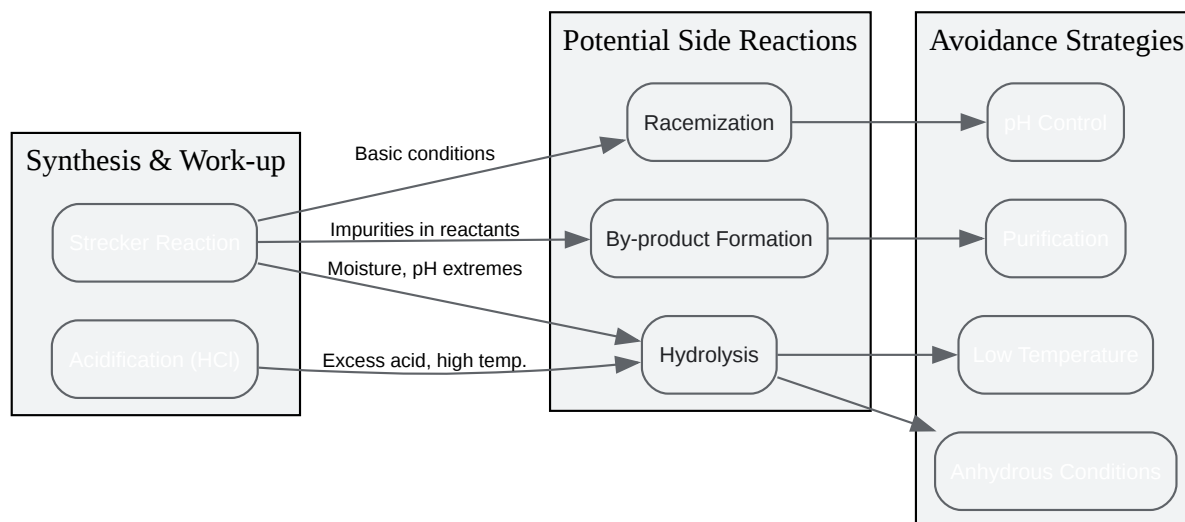 Synthesis & Work-up
Strecker Reaction
Acidification (HCl)
Basic conditions
Impurities in reactants
Moisture, pH extremes
Excess acid, high temp.
Potential Side Reactions
Racemization
By-product Formation
Hydrolysis
Avoidance Strategies
pH Control
Purification
Low Temperature
Anhydrous Conditions